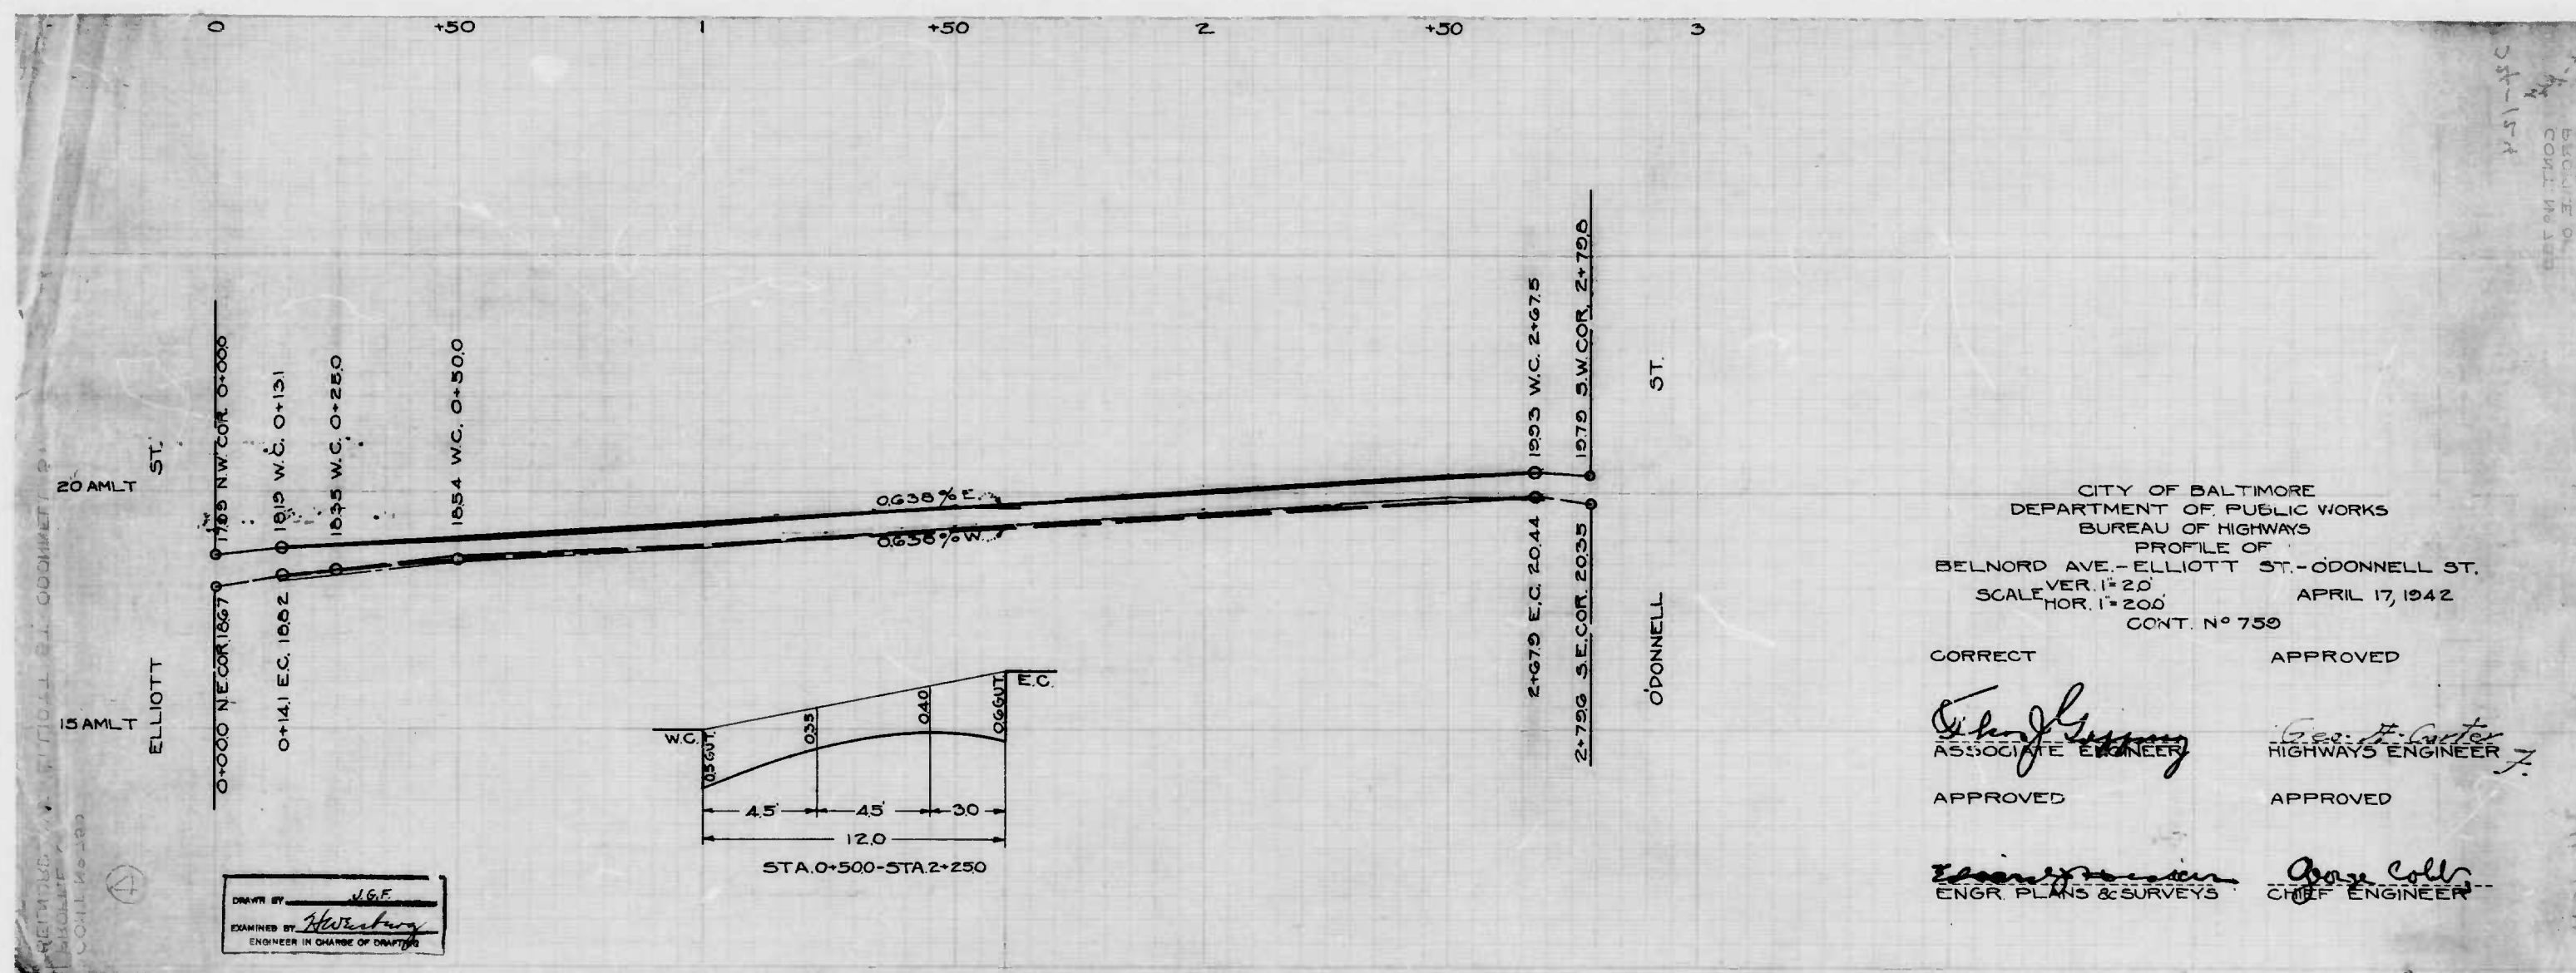 0 +50 1 +50 2 +50 3
17.99 N.W. COR. 0+00.0
18.19 W.C. 0+13.1
18.35 W.C. 0+25.0
18.54 W.C. 0+50.0
19.93 W.C. 2+67.5
19.79 S.W.COR. 2+79.8
ST.
ST.
20 AMLT
0.638% E.
0.638% W.
0+00.0 N.E.COR. 18.67
0+14.1 E.C. 18.82
2+67.9 E.C. 20.44
2+79.6 S.E.COR. 20.35
15 AMLT
ELLIOTT
O'DONNELL
W.C.
E.C.
0.5 GUT.
0.35
0.40
0.6 GUT.
4.5' 4.5' 3.0
12.0
STA. 0+50.0-STA. 2+25.0
DRAWN BY J.G.F.
EXAMINED BY
ENGINEER IN CHARGE OF DRAFTING
CITY OF BALTIMORE
DEPARTMENT OF PUBLIC WORKS
BUREAU OF HIGHWAYS
PROFILE OF
BELNORD AVE.-ELLIOTT ST.-O'DONNELL ST.
SCALE VER. 1"=2.0'
HOR. 1"=20.0'
APRIL 17, 1942
CONT. Nº 759
CORRECT APPROVED
Geo. F. Carter
ASSOCIATE ENGINEER HIGHWAYS ENGINEER
F.
APPROVED APPROVED
George Cobb
ENGR. PLANS & SURVEYS CHIEF ENGINEER